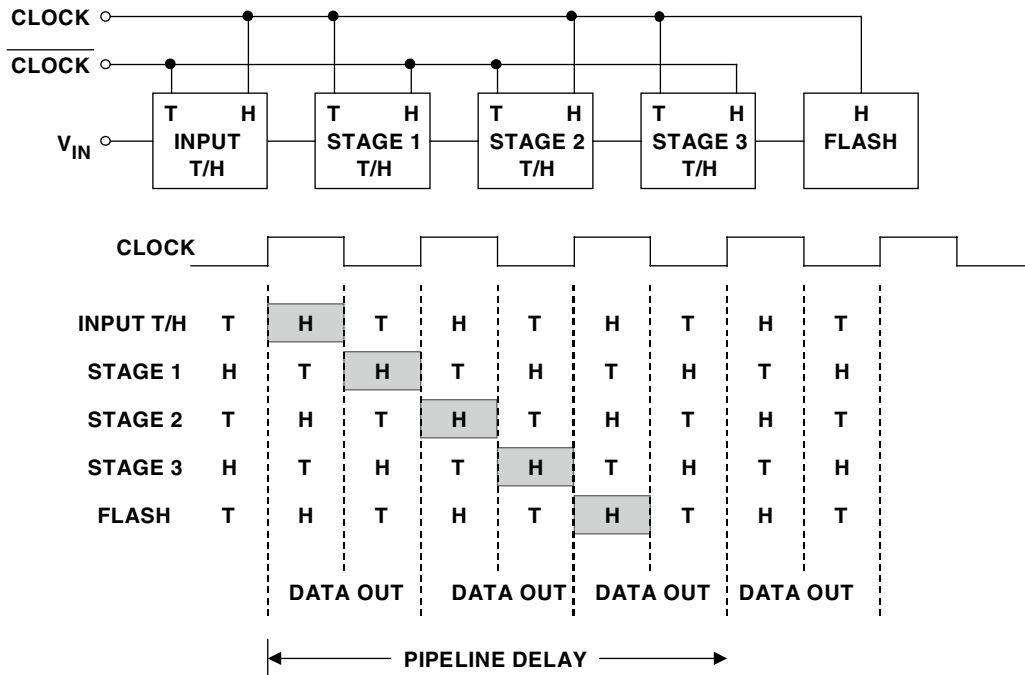 CLOCK
CLOCK
T H T H T H T H H
V_IN INPUT STAGE 1 STAGE 2 STAGE 3 FLASH
T/H T/H T/H T/H
CLOCK
INPUT T/H T H T H T H T H T
STAGE 1 H T H T H T H T H
STAGE 2 T H T H T H T H T
STAGE 3 H T H T H T H T H
FLASH T H T H T H T H T
DATA OUT DATA OUT DATA OUT DATA OUT
PIPELINE DELAY